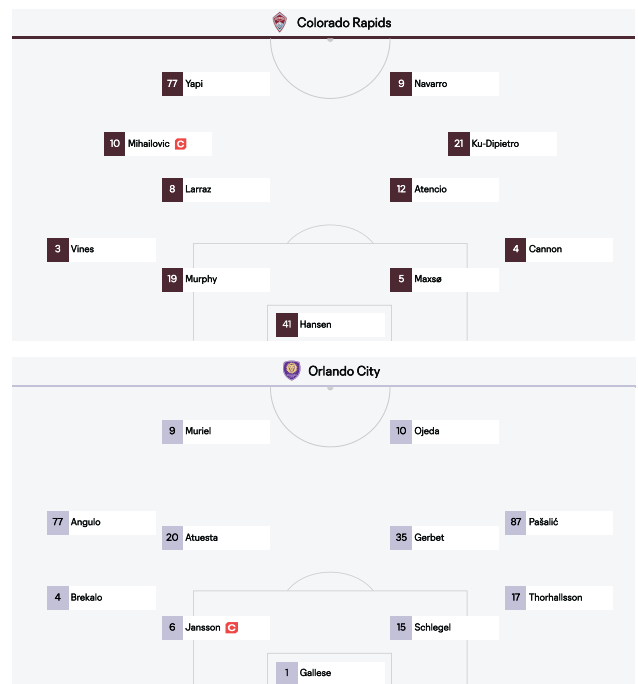 Colorado Rapids
77 Yapi
9 Navarro
10 Mihailovic C
21 Ku-Dipietro
8 Larraz
12 Atencio
3 Vines
4 Cannon
19 Murphy
5 Maxsø
41 Hansen
Orlando City
9 Muriel
10 Ojeda
77 Angulo
87 Pašalić
20 Atuesta
35 Gerbet
4 Brekalo
17 Thorhallsson
6 Jansson C
15 Schlegel
1 Gallese